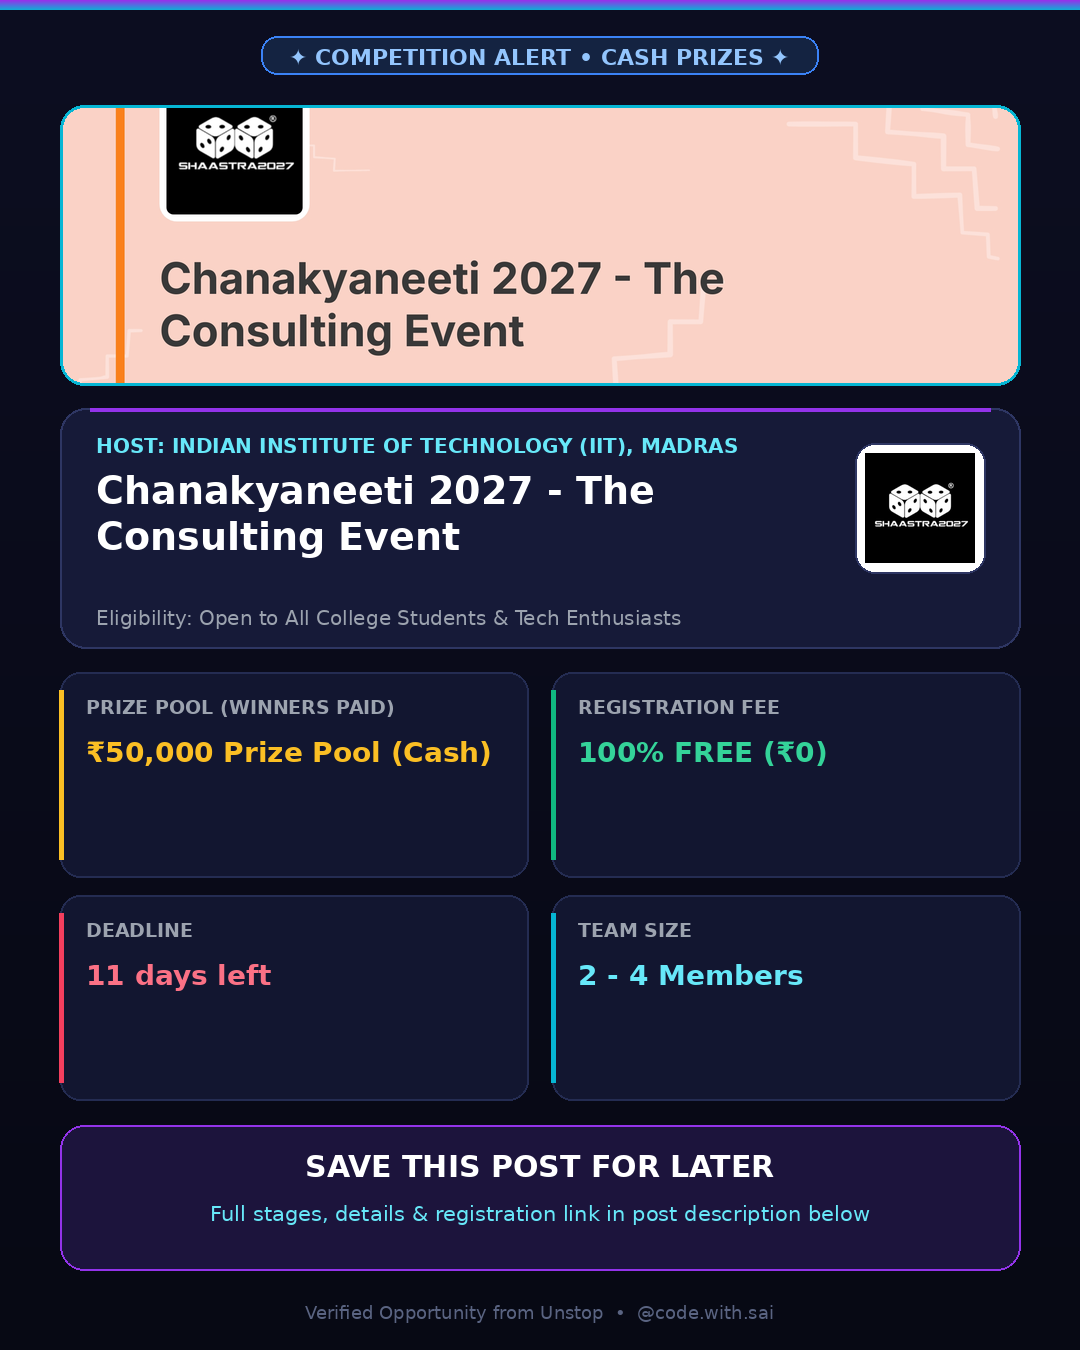 ✦ COMPETITION ALERT • CASH PRIZES ✦
SHAASTRA2027
®
Chanakyaneeti 2027 - The
Consulting Event
HOST: INDIAN INSTITUTE OF TECHNOLOGY (IIT), MADRAS
Chanakyaneeti 2027 - The
Consulting Event
SHAASTRA2027
®
Eligibility: Open to All College Students & Tech Enthusiasts
PRIZE POOL (WINNERS PAID)
₹50,000 Prize Pool (Cash)
REGISTRATION FEE
100% FREE (₹0)
DEADLINE
11 days left
TEAM SIZE
2 - 4 Members
SAVE THIS POST FOR LATER
Full stages, details & registration link in post description below
Verified Opportunity from Unstop • @code.with.sai